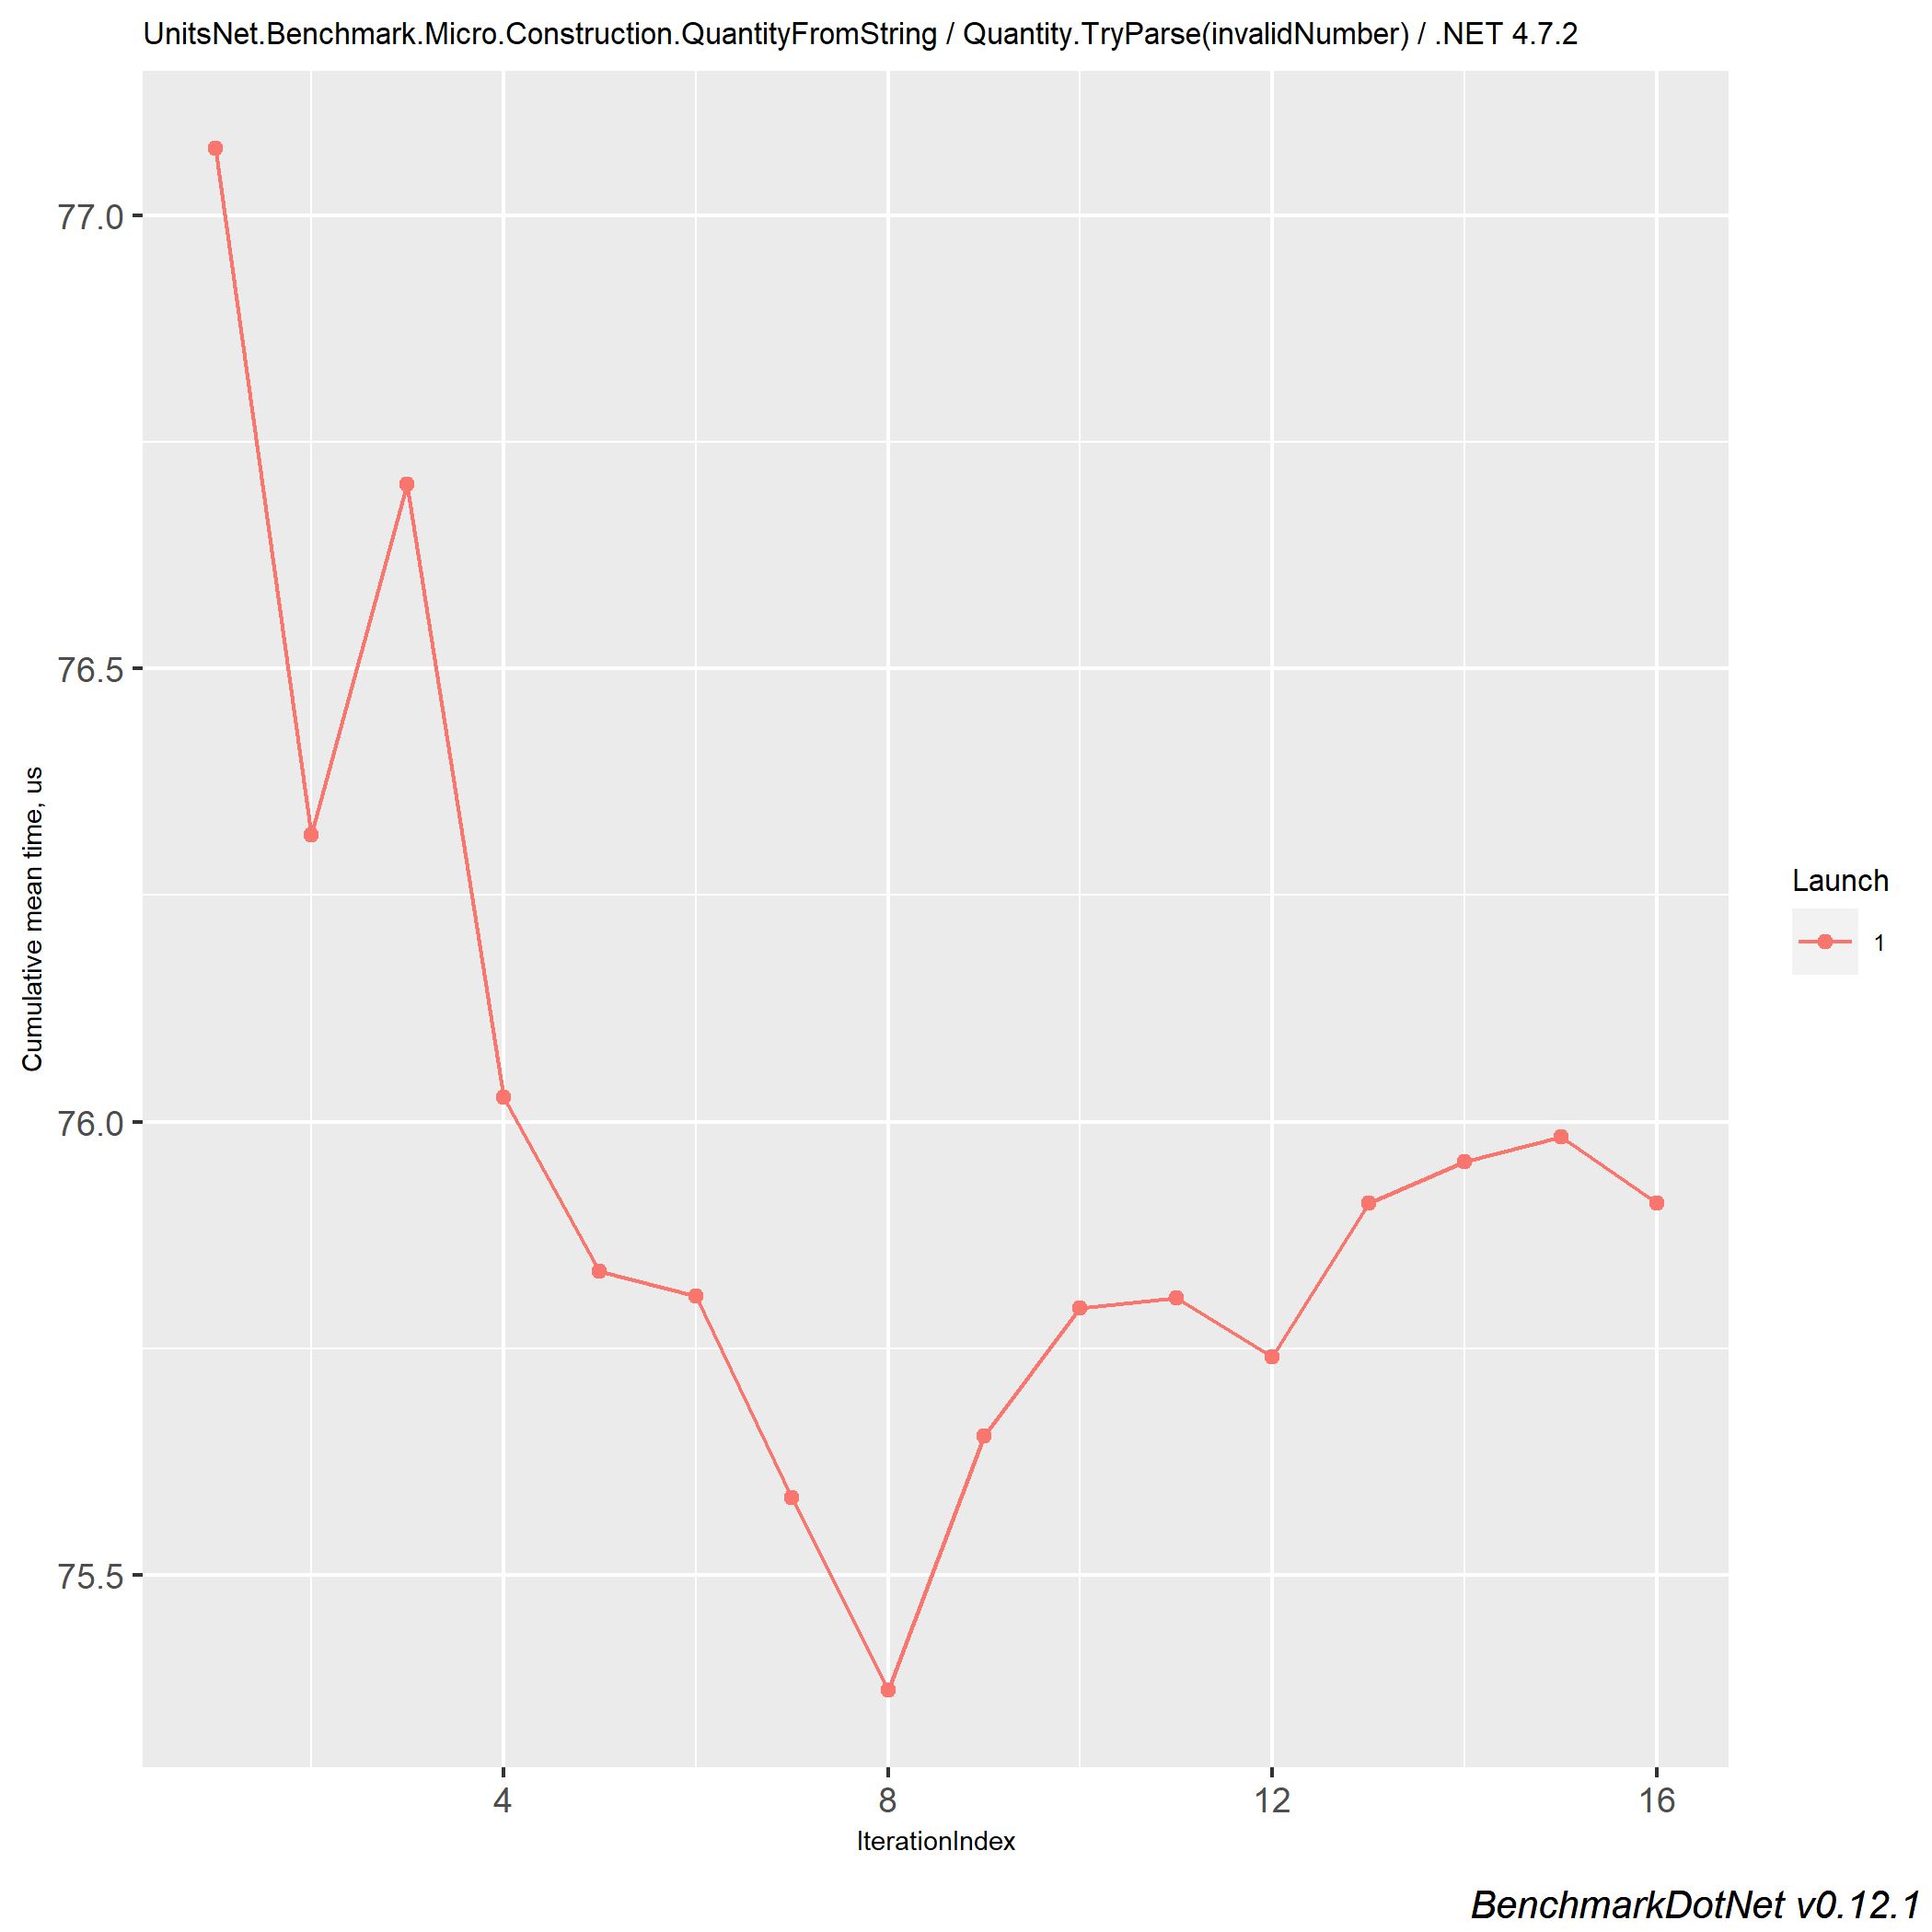 UnitsNet.Benchmark.Micro.Construction.QuantityFromString / Quantity.TryParse(invalidNumber) / .NET 4.7.2
77.0
76.5
76.0
75.5
Cumulative mean time, us
4
8
12
16
IterationIndex
Launch
1
BenchmarkDotNet v0.12.1